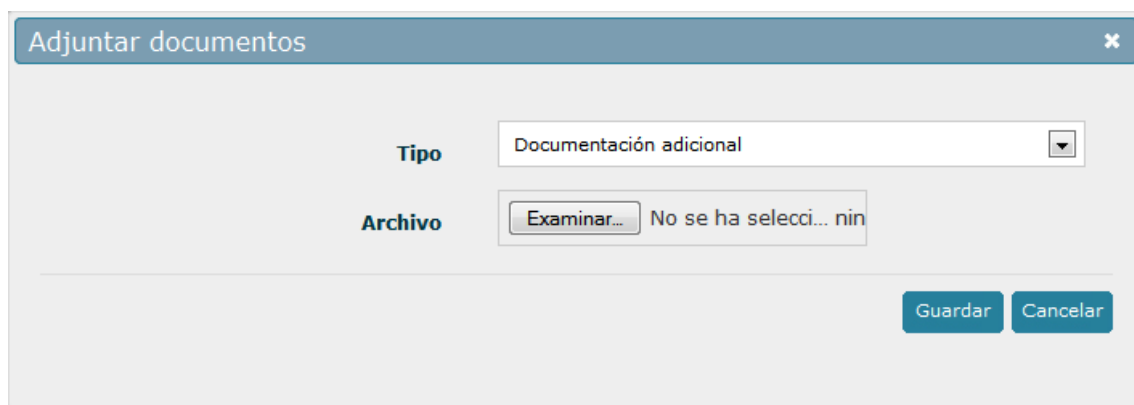 Adjuntar documentos
Tipo
Documentación adicional
Archivo
Examinar... No se ha selecci... nin
Guardar
Cancelar